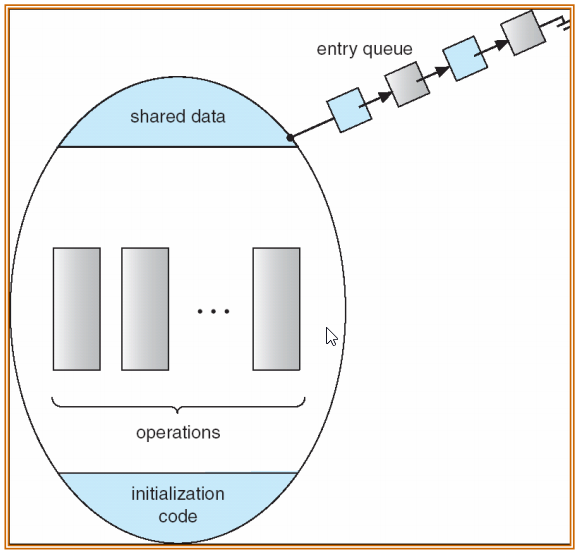 entry queue
shared data
...
operations
initialization
code